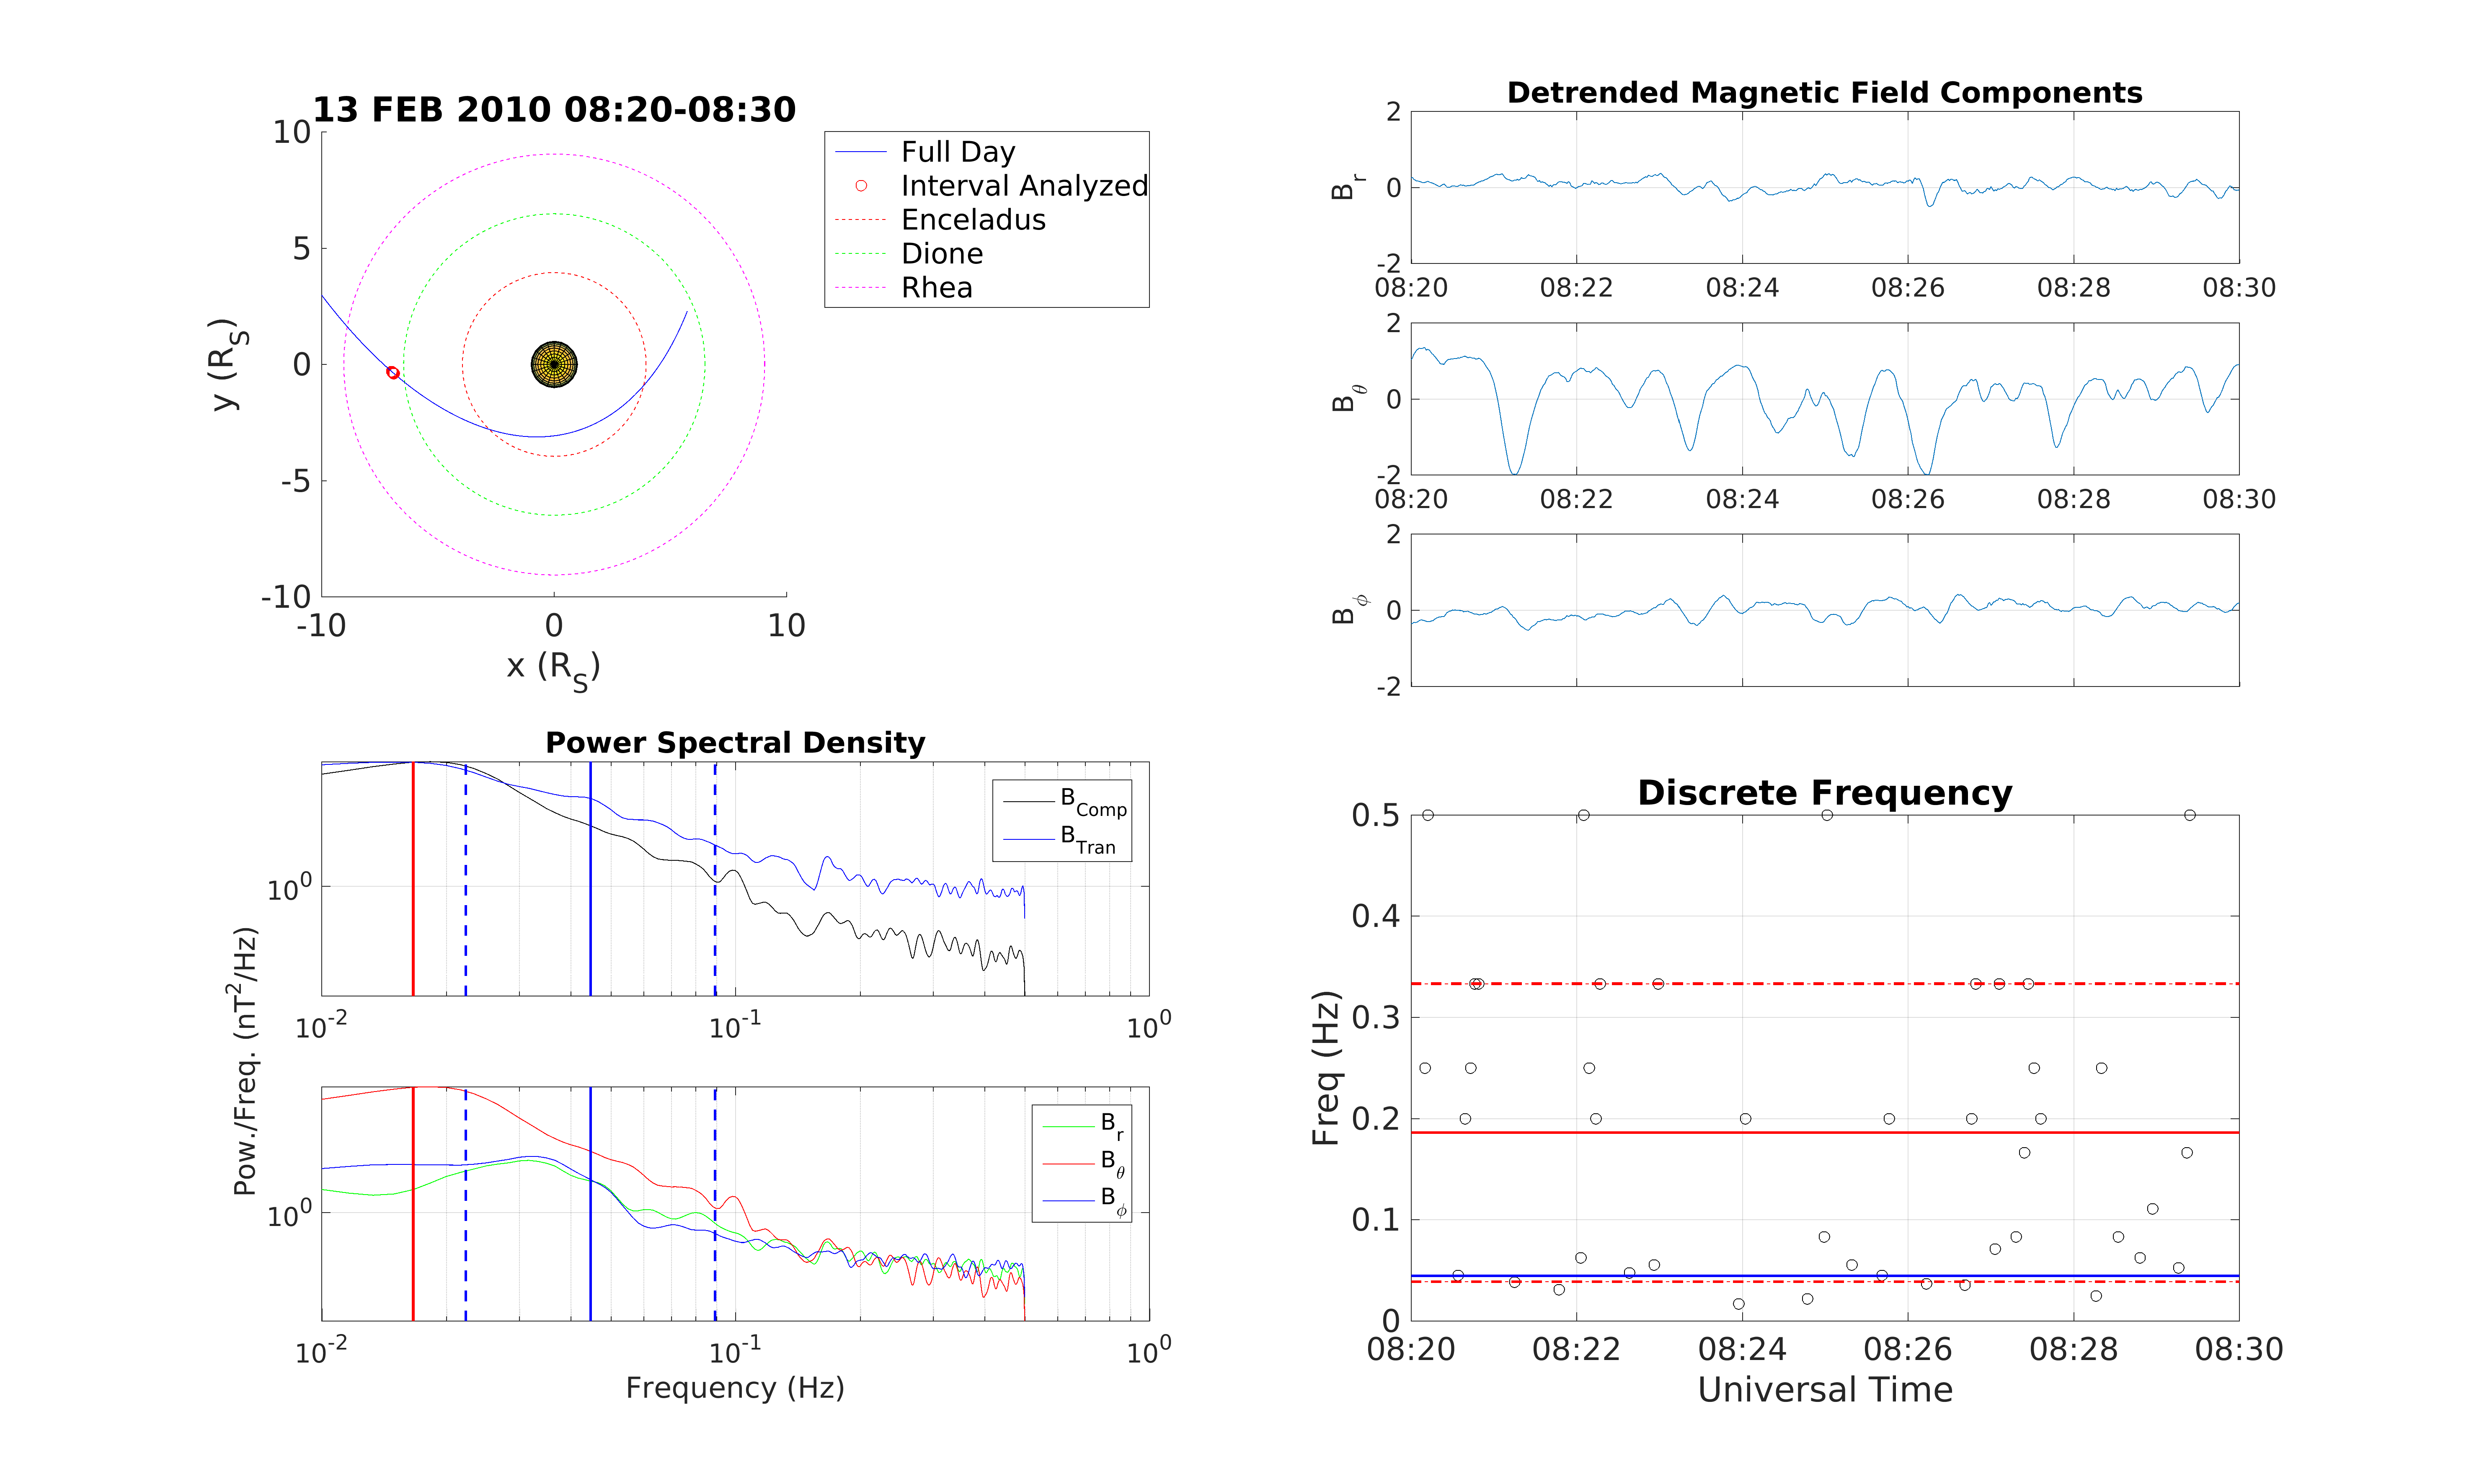 13 FEB 2010 08:20-08:30
10
5
0
-5
-10
y (R_S)
-10 0 10
x (R_S)
Full Day
Interval Analyzed
Enceladus
Dione
Rhea
Detrended Magnetic Field Components
2
0
-2
B_r
08:20 08:22 08:24 08:26 08:28 08:30
2
0
-2
B_θ
08:20 08:22 08:24 08:26 08:28 08:30
2
0
-2
B_ϕ
Power Spectral Density
10^0
B_Comp
B_Tran
10^-2 10^-1 10^0
Pow./Freq. (nT^2/Hz)
10^0
B_r
B_θ
B_ϕ
10^-2 10^-1 10^0
Frequency (Hz)
Discrete Frequency
0.5
0.4
0.3
0.2
0.1
0
Freq (Hz)
08:20 08:22 08:24 08:26 08:28 08:30
Universal Time